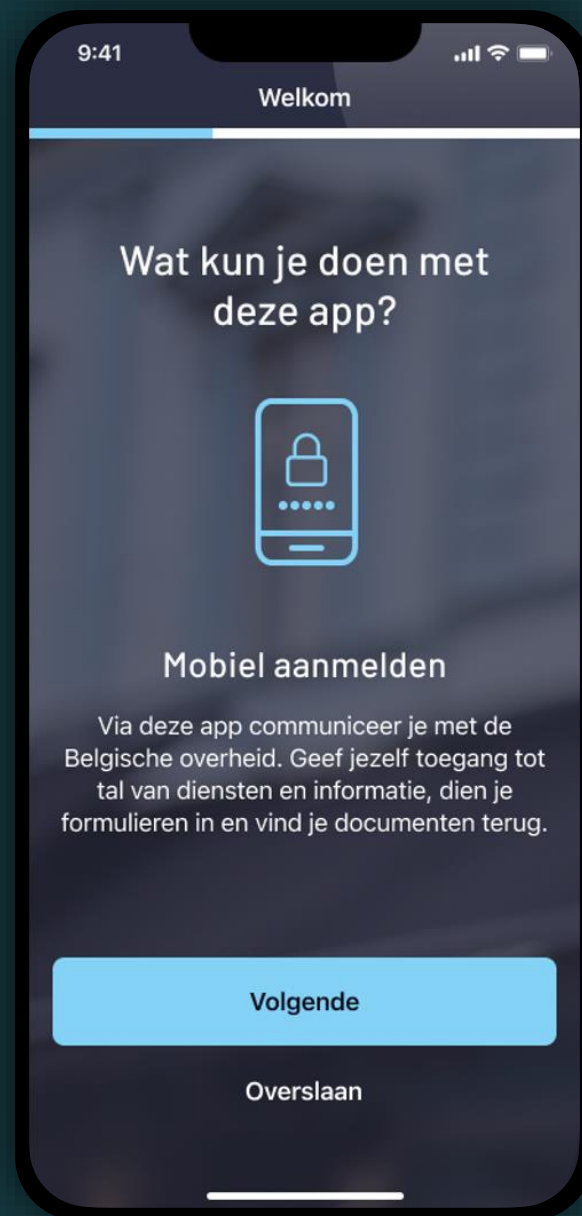 9:41
Welkom
Wat kun je doen met
deze app?
Mobiel aanmelden
Via deze app communiceer je met de
Belgische overheid. Geef jezelf toegang tot
tal van diensten en informatie, dien je
formulieren in en vind je documenten terug.
Volgende
Overslaan